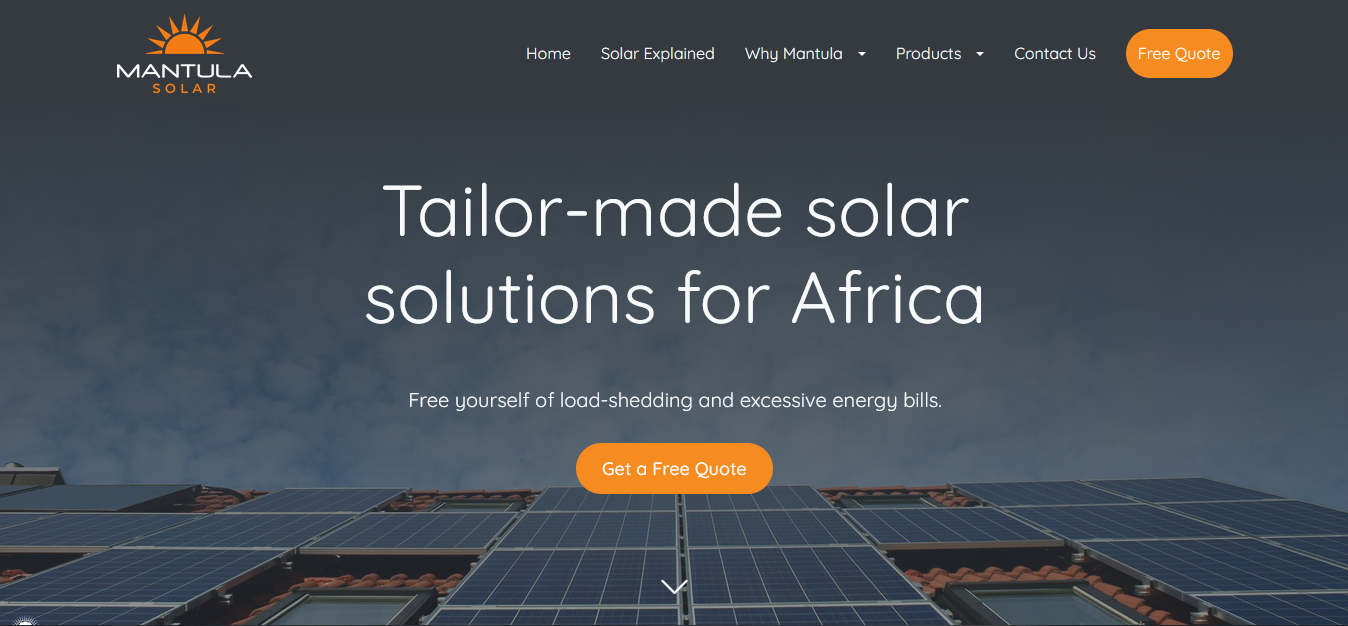 MANTULA
SOLAR
Home Solar Explained Why Mantula Products Contact Us Free Quote
Tailor-made solar
solutions for Africa
Free yourself of load-shedding and excessive energy bills.
Get a Free Quote